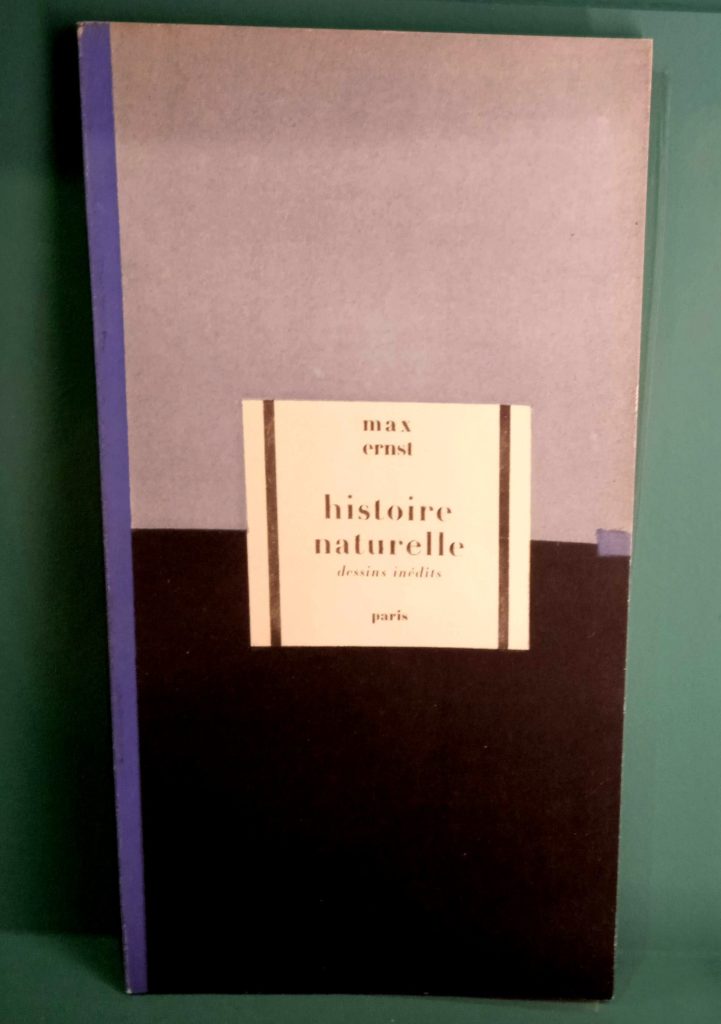 max
ernst
histoire
naturelle
dessins inédits
paris